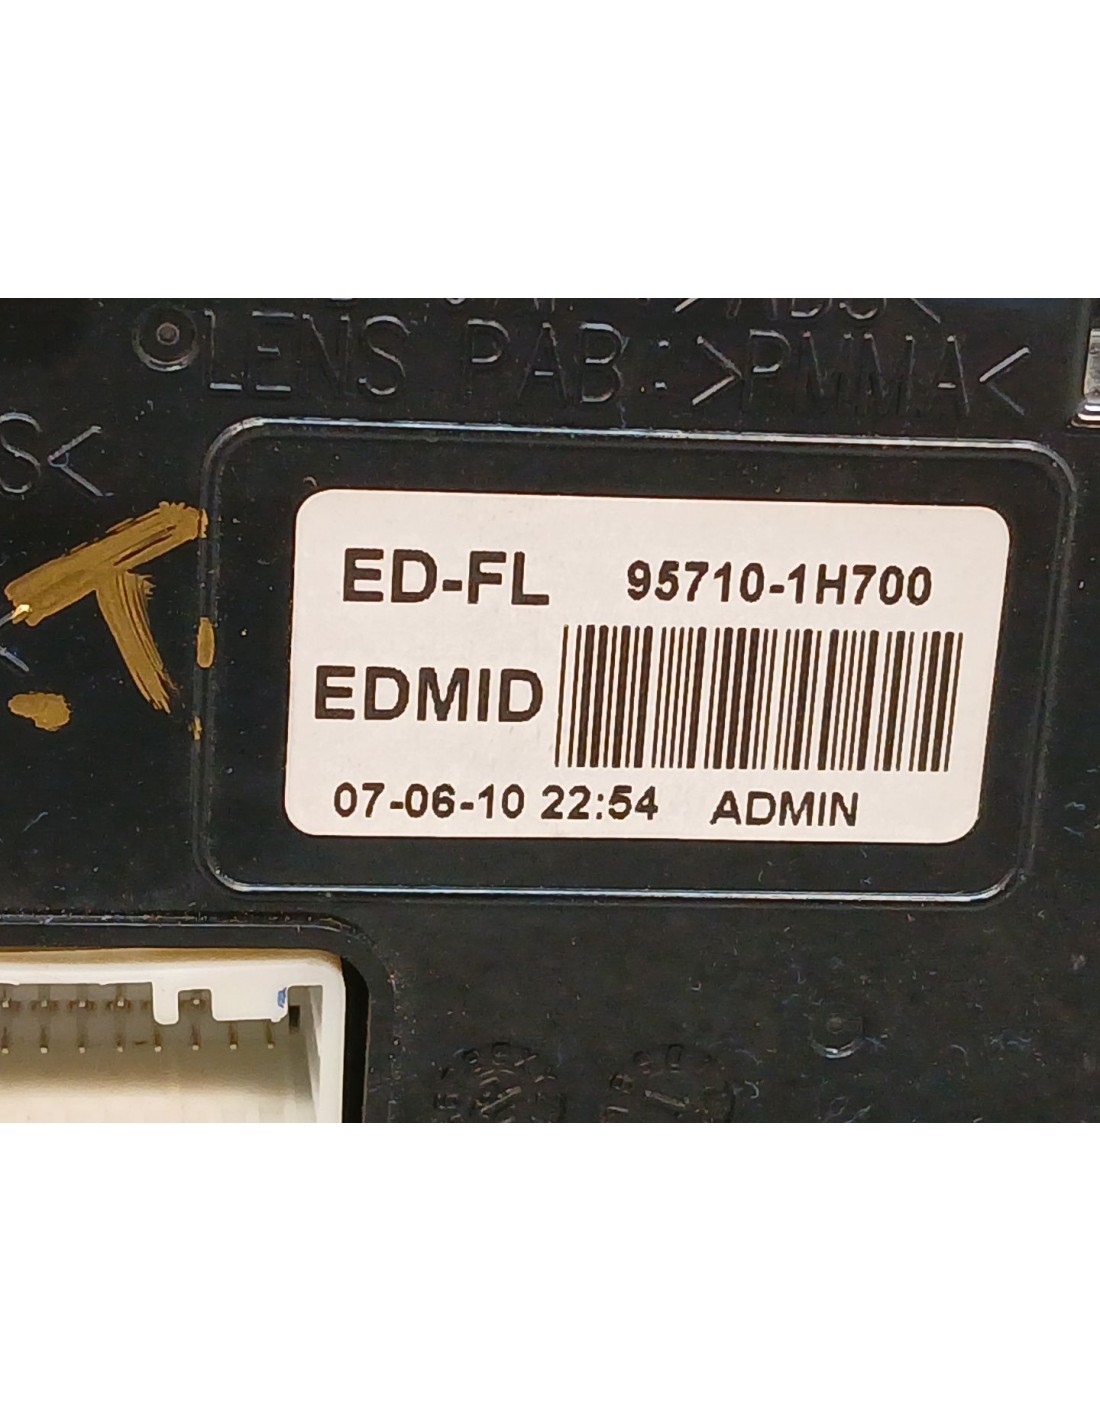 LENS PAB : >PMMA<
S<
ED-FL 95710-1H700
EDMID
07-06-10 22:54 ADMIN